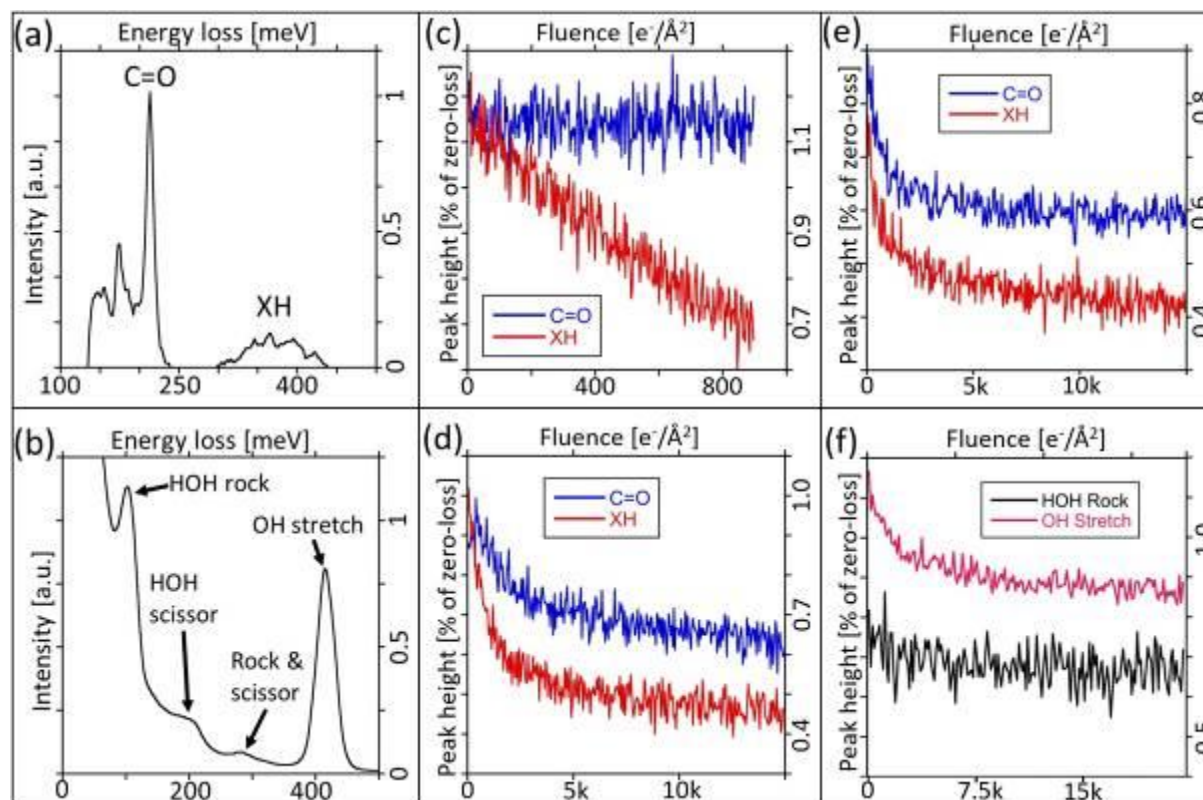 (a)
Energy loss [meV]
C=O
XH
Intensity [a.u.]
0
0.5
1
100
250
400
(c)
Fluence [e⁻/Å²]
Peak height [% of zero-loss]
C=O
XH
0.7
0.9
1.1
0
400
800
(e)
Fluence [e⁻/Å²]
Peak height [% of zero-loss]
C=O
XH
0.4
0.6
0.8
0
5k
10k
(b)
Energy loss [meV]
HOH rock
OH stretch
HOH
scissor
Rock &
scissor
Intensity [a.u.]
0
0.5
1
0
200
400
(d)
Fluence [e⁻/Å²]
Peak height [% of zero-loss]
C=O
XH
0.4
0.7
1.0
0
5k
10k
(f)
Fluence [e⁻/Å²]
Peak height [% of zero-loss]
HOH Rock
OH Stretch
0.5
0
7.5k
15k